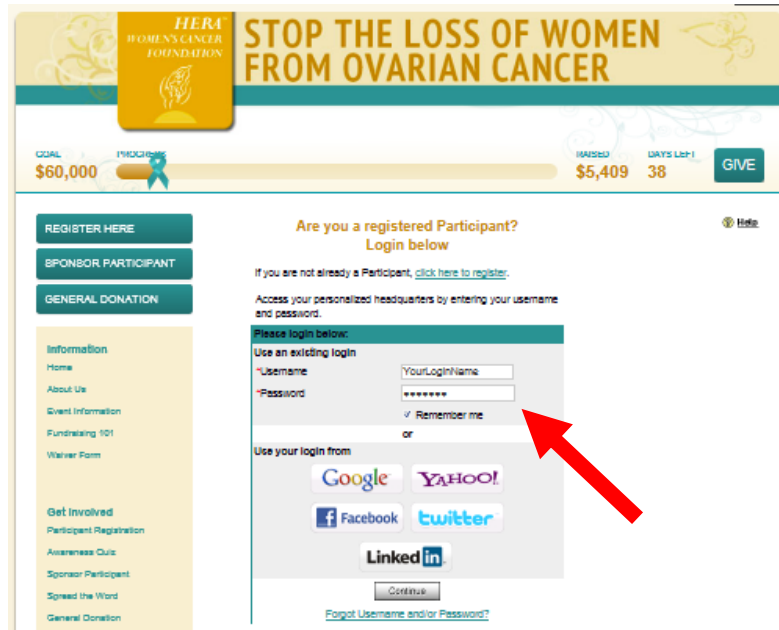 HERA™
WOMEN'S CANCER
FOUNDATION
STOP THE LOSS OF WOMEN
FROM OVARIAN CANCER
GOAL PROGRESS RAISED DAYS LEFT
$60,000 $5,409 38 GIVE
REGISTER HERE
SPONSOR PARTICIPANT
GENERAL DONATION
Information
Home
About Us
Event Information
Fundraising 101
Waiver Form
Get Involved
Participant Registration
Awareness Quiz
Sponsor Participant
Spread the Word
General Donation
Are you a registered Participant?
Login below
Help
If you are not already a Participant, click here to register.
Access your personalized headquarters by entering your username
and password.
Please login below:
Use an existing login
*Username YourLoginName
*Password •••••••
Remember me
or
Use your login from
Google YAHOO!
Facebook twitter
Linked in
Continue
Forgot Username and/or Password?